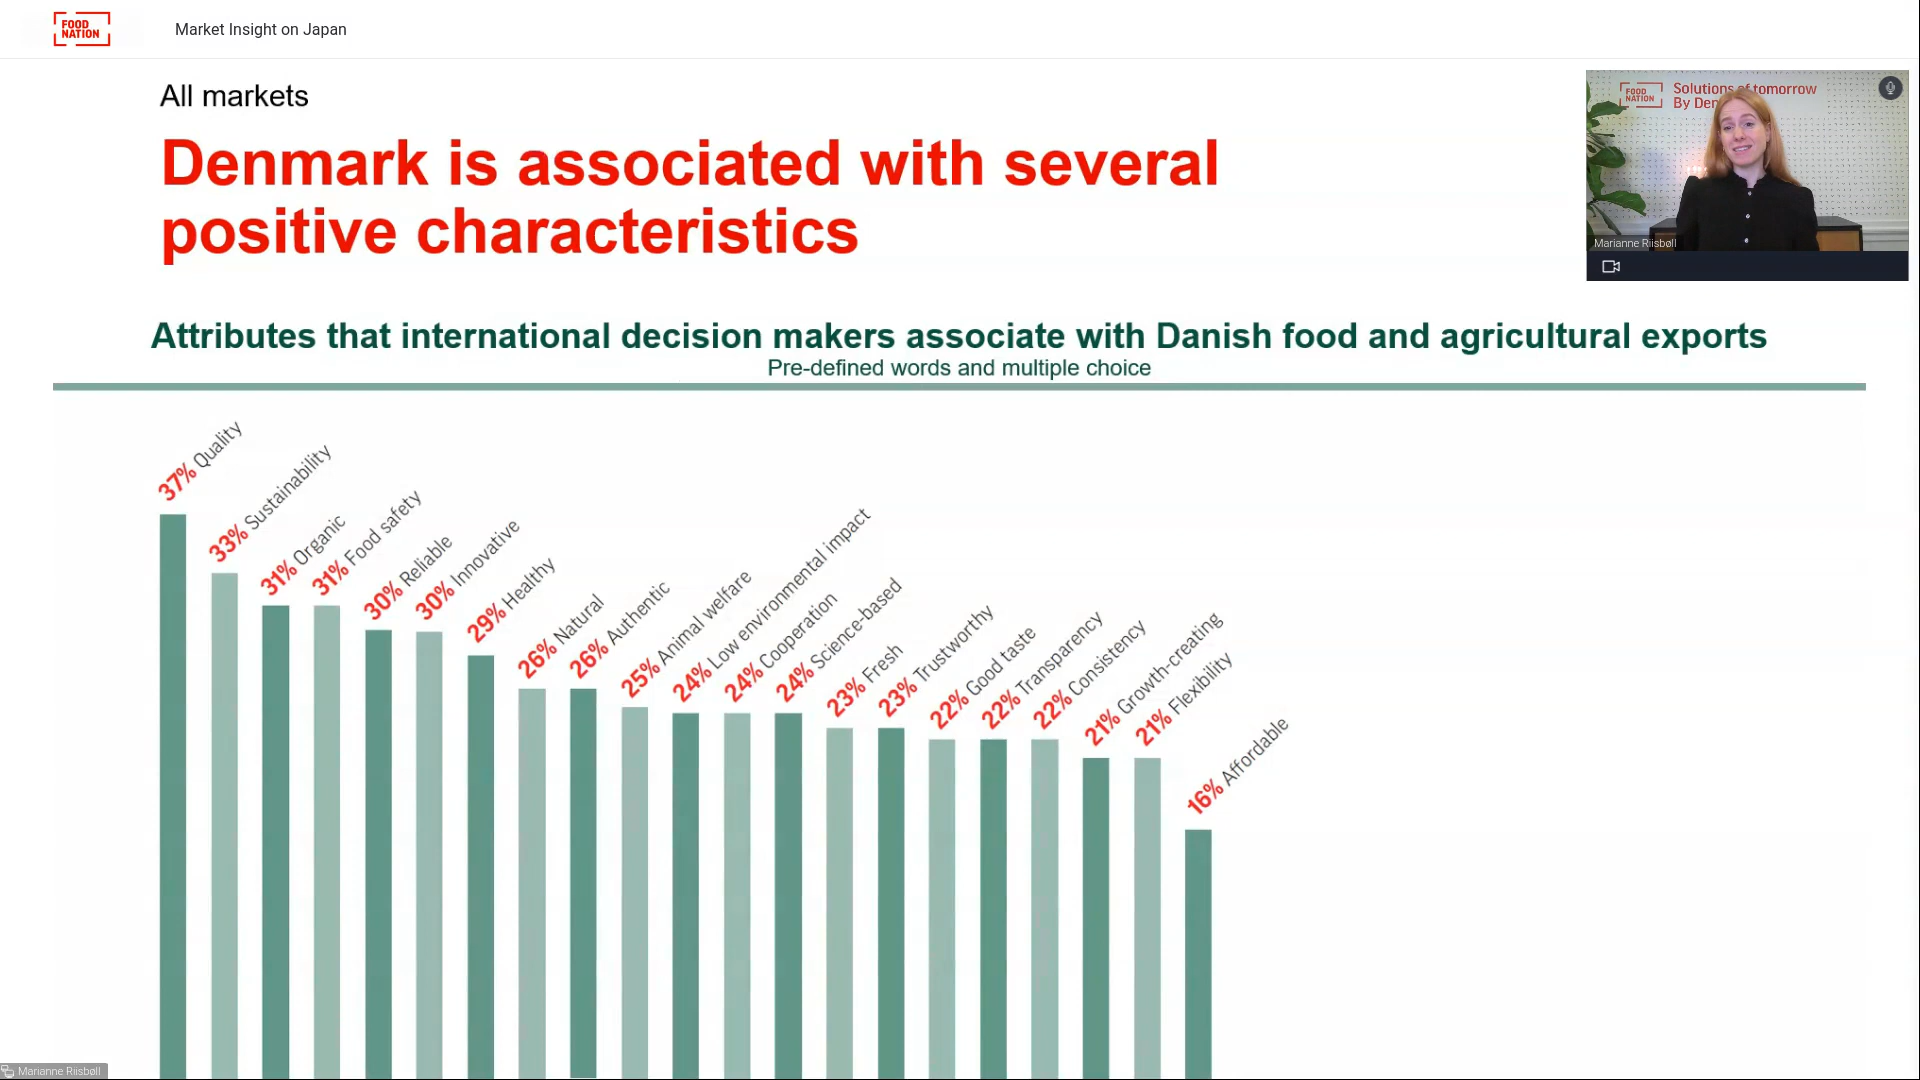 FOOD
NATION
Market Insight on Japan
All markets
Denmark is associated with several
positive characteristics
FOOD
NATION
Solutions of tomorrow
By Den
Marianne Riisbøll
Attributes that international decision makers associate with Danish food and agricultural exports
Pre-defined words and multiple choice
37% Quality
33% Sustainability
31% Organic
31% Food safety
30% Reliable
30% Innovative
29% Healthy
26% Natural
26% Authentic
25% Animal welfare
24% Low environmental impact
24% Cooperation
24% Science-based
23% Fresh
23% Trustworthy
22% Good taste
22% Transparency
22% Consistency
21% Growth-creating
21% Flexibility
16% Affordable
Marianne Riisbøll